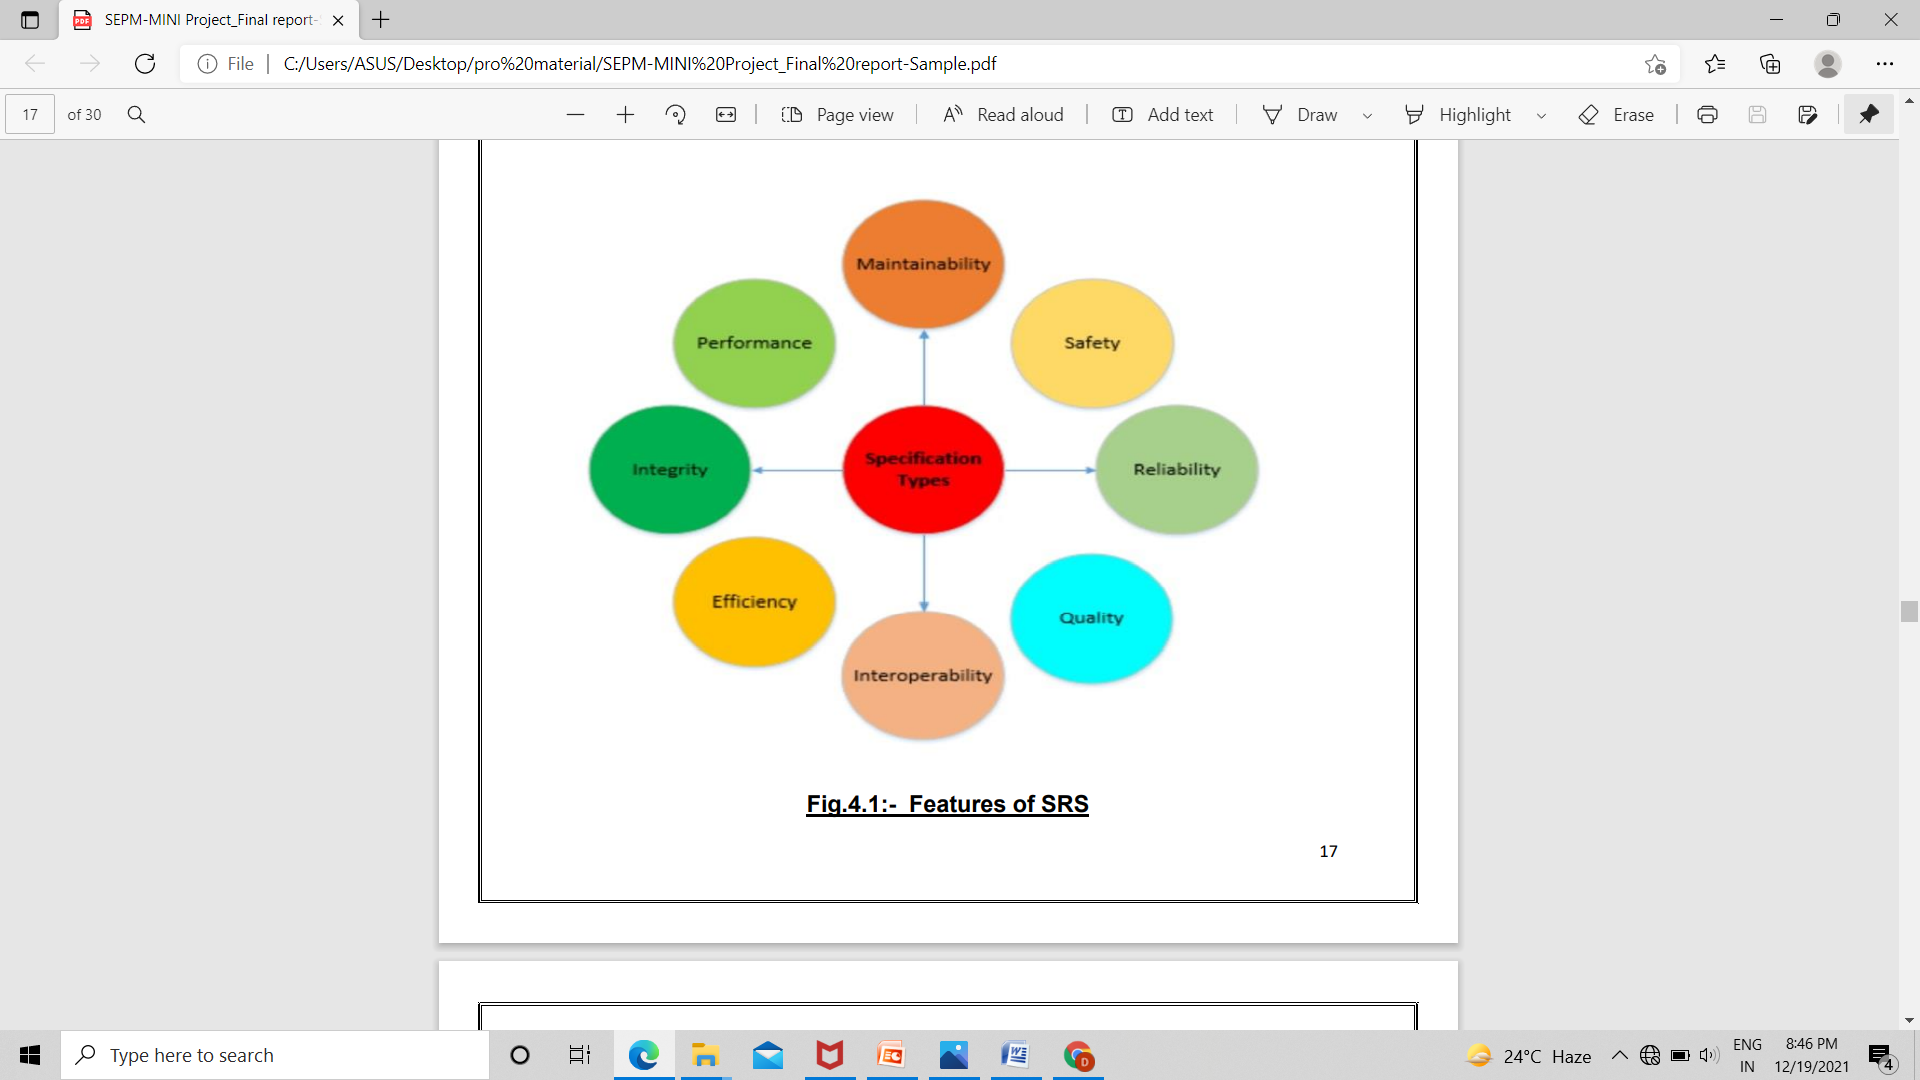 SEPM-MINI Project_Final report-
File
C:/Users/ASUS/Desktop/pro%20material/SEPM-MINI%20Project_Final%20report-Sample.pdf
17 of 30
Page view
Read aloud
Add text
Draw
Highlight
Erase
Maintainability
Performance
Safety
Integrity
Specification
Types
Reliability
Efficiency
Quality
Interoperability
Fig.4.1:- Features of SRS
17
Type here to search
24°C Haze
ENG
IN
8:46 PM
12/19/2021
4